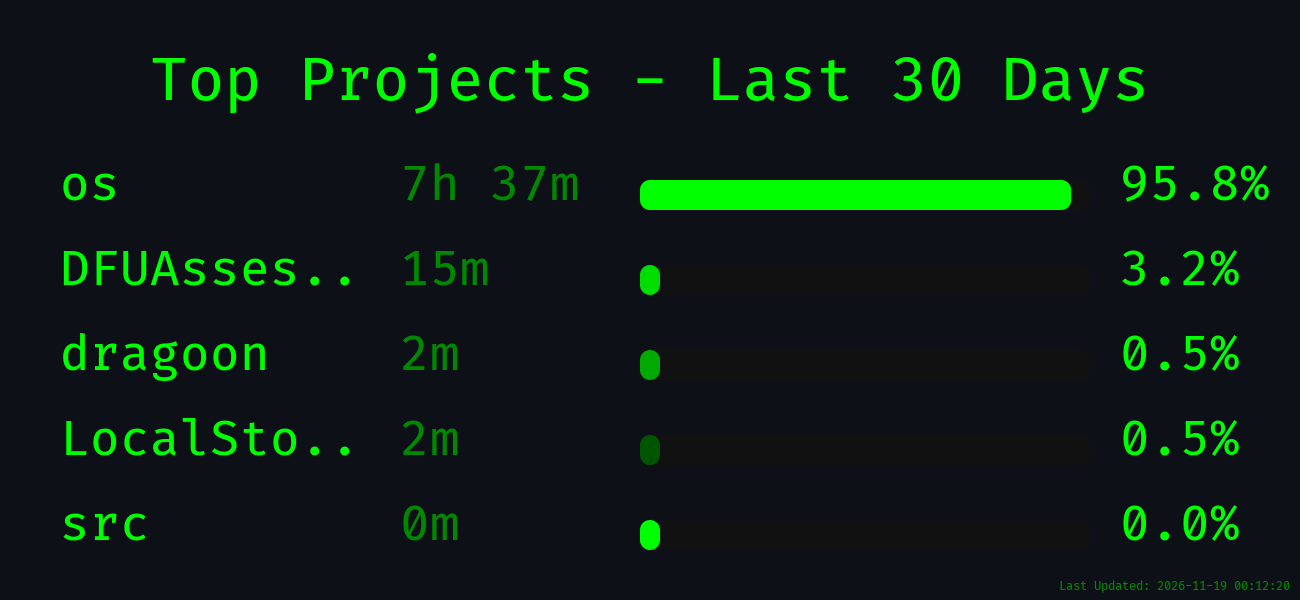 Top Projects - Last 30 Days
os 7h 37m 95.8%
DFUAsses.. 15m 3.2%
dragoon 2m 0.5%
LocalSto.. 2m 0.5%
src 0m 0.0%
Last Updated: 2026-11-19 00:12:20